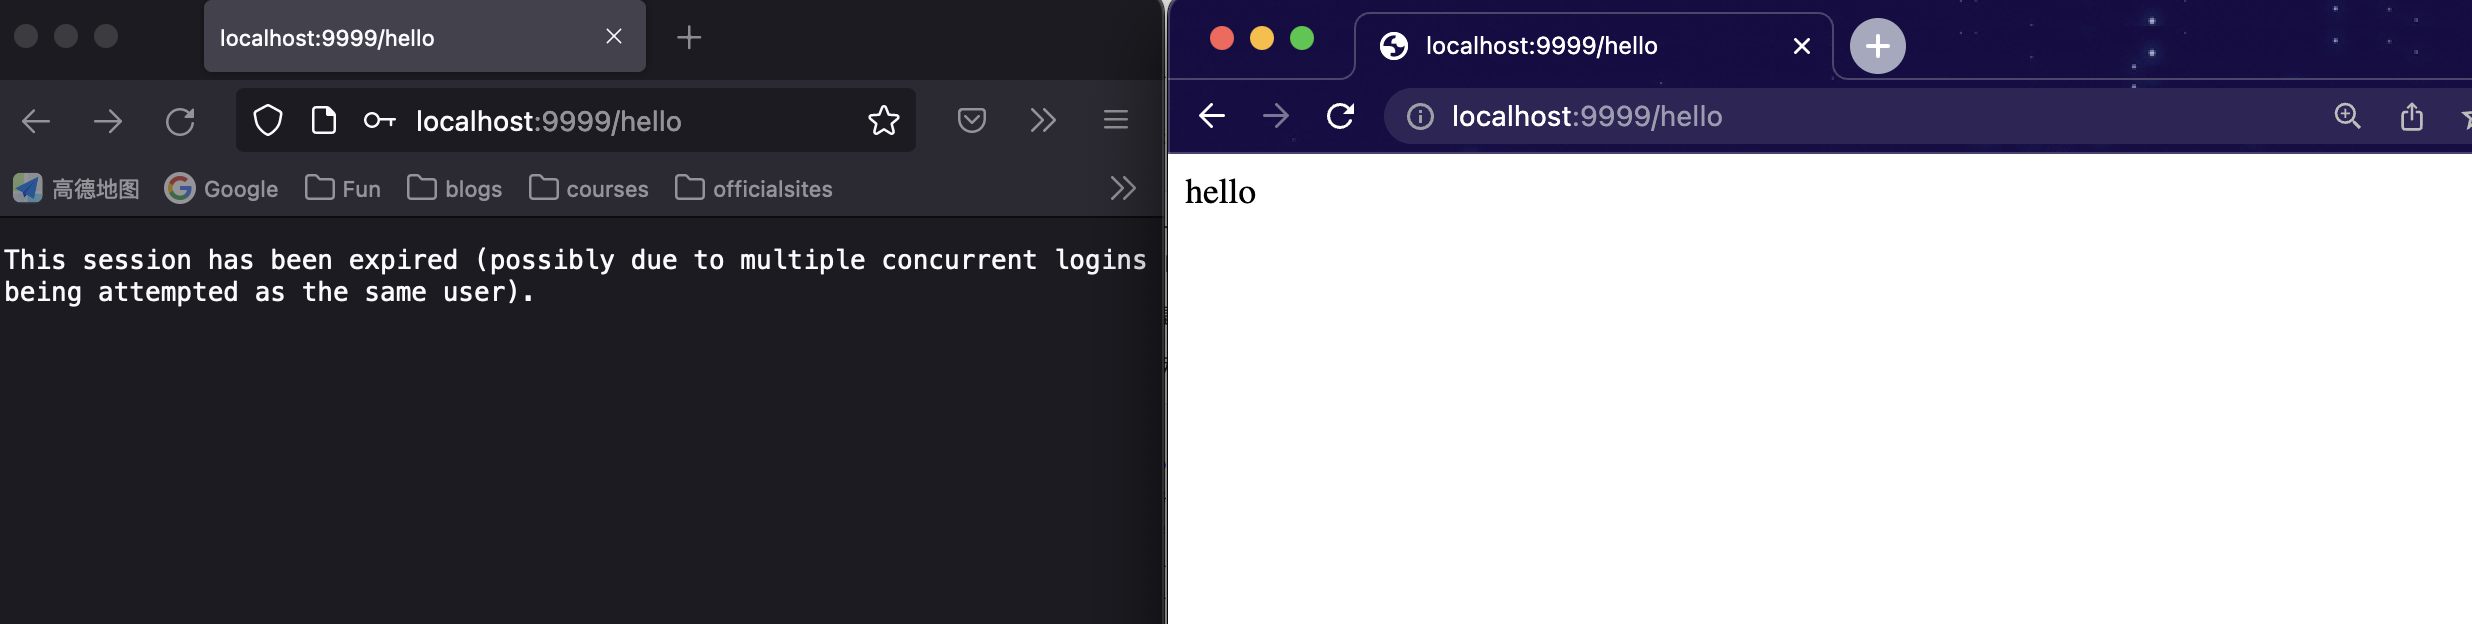 localhost:9999/hello
localhost:9999/hello
高德地图 Google Fun blogs courses officialsites
This session has been expired (possibly due to multiple concurrent logins
being attempted as the same user).
localhost:9999/hello
localhost:9999/hello
hello